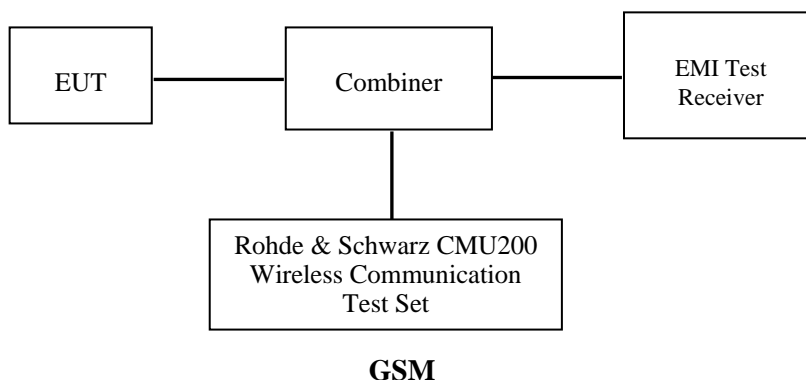 EUT
Combiner
EMI Test
Receiver
Rohde & Schwarz CMU200
Wireless Communication
Test Set
GSM